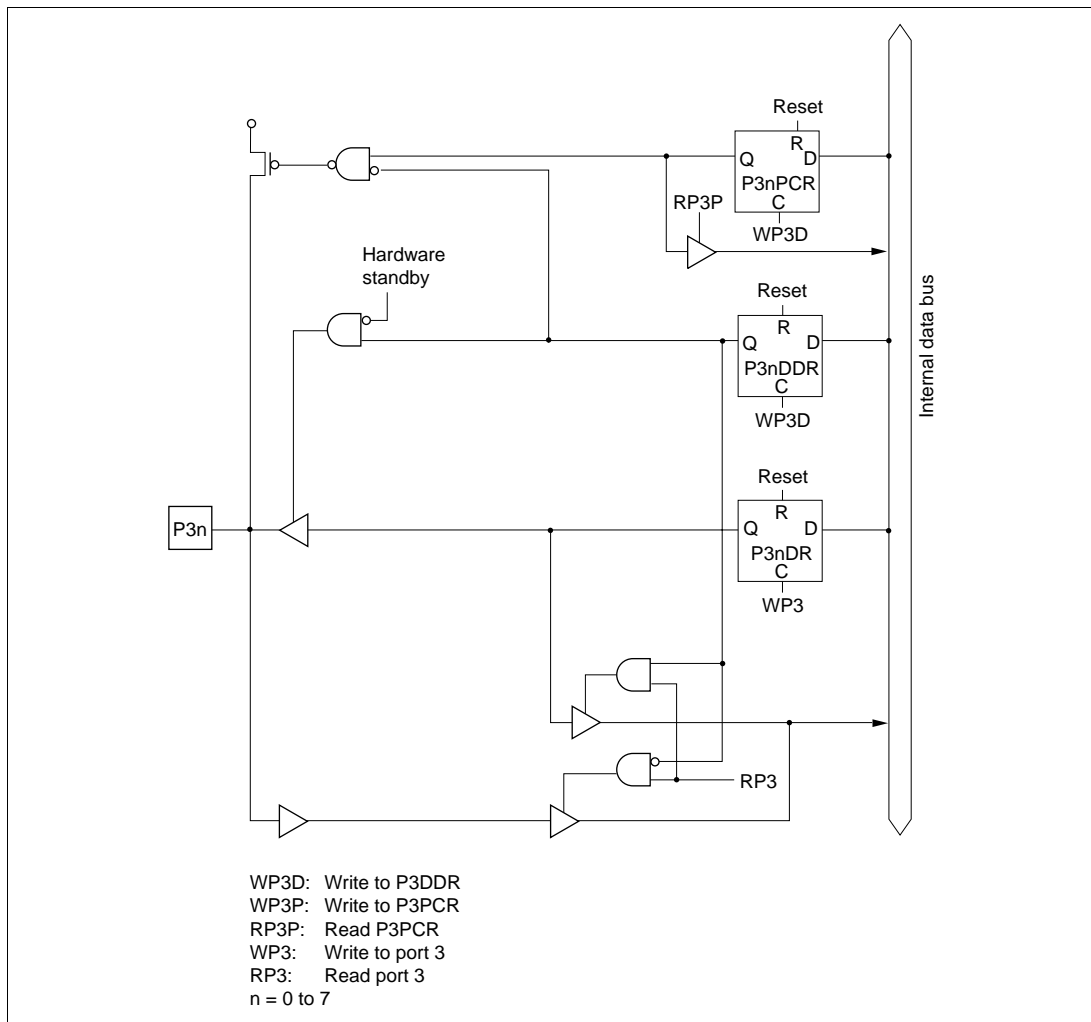 Reset
R
Q D
P3nPCR
C
RP3P
WP3D
Hardware
standby
Reset
R
Q D
P3nDDR
C
WP3D
Internal data bus
Reset
R
P3n
Q D
P3nDR
C
WP3
RP3
WP3D: Write to P3DDR
WP3P: Write to P3PCR
RP3P: Read P3PCR
WP3: Write to port 3
RP3: Read port 3
n = 0 to 7